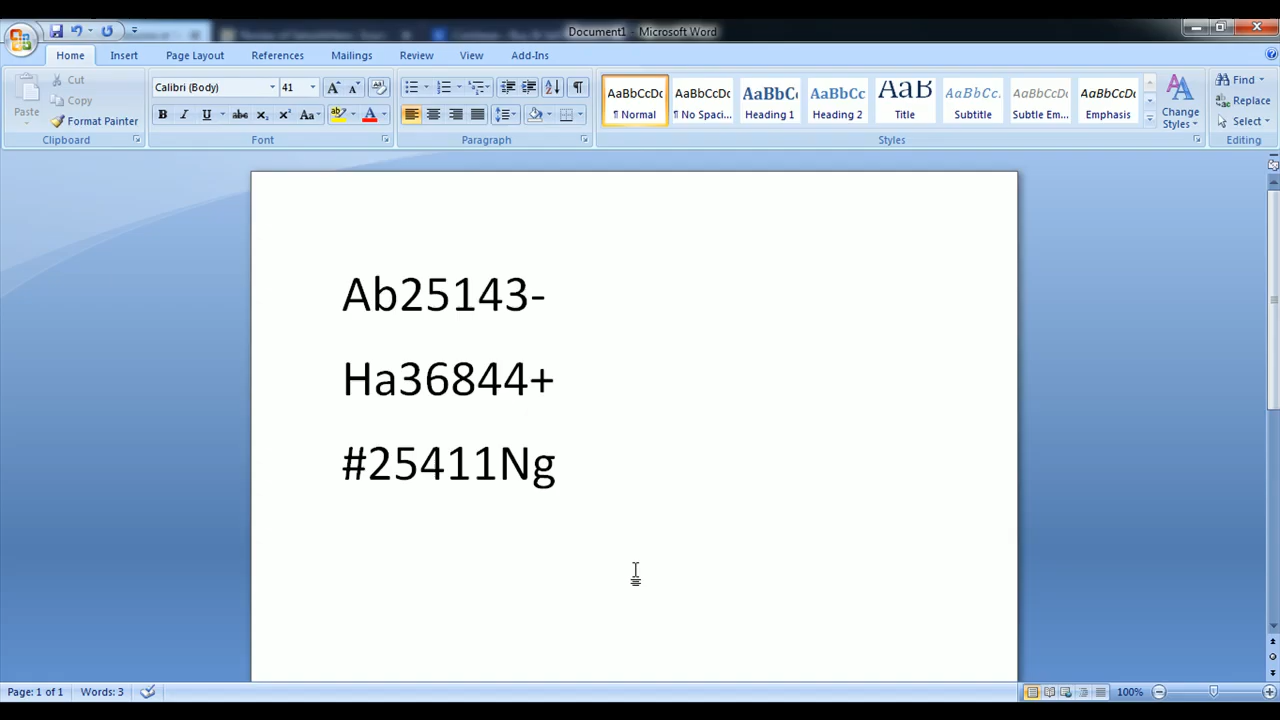 Document1 - Microsoft Word
Home Insert Page Layout References Mailings Review View Add-Ins
Paste
Cut
Copy
Format Painter
Clipboard
Calibri (Body) 41
Font
Paragraph
AaBbCcDc AaBbCcDc AaBbC AaBbCc AaB AaBbCc. AaBbCcDc AaBbCcDc
¶ Normal ¶ No Spaci... Heading 1 Heading 2 Title Subtitle Subtle Em... Emphasis
Change Styles
Styles
Find
Replace
Select
Editing
Ab25143-
Ha36844+
#25411Ng
Page: 1 of 1 Words: 3 100%